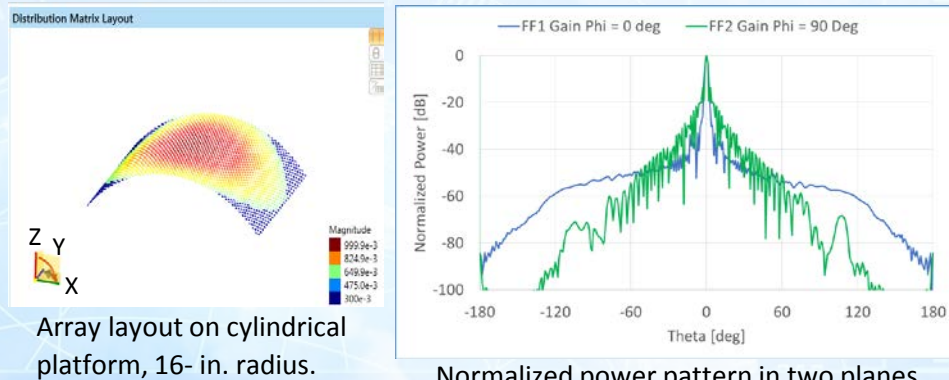 Distribution Matrix Layout
Z
Y
X
Magnitude
999.9e-3
824.9e-3
649.9e-3
475.0e-3
300e-3
Array layout on cylindrical
platform, 16- in. radius.
FF1 Gain Phi = 0 deg
FF2 Gain Phi = 90 Deg
Normalized Power [dB]
0
-20
-40
-60
-80
-100
-180
-120
-60
0
60
120
180
Theta [deg]
Normalized power pattern in two planes